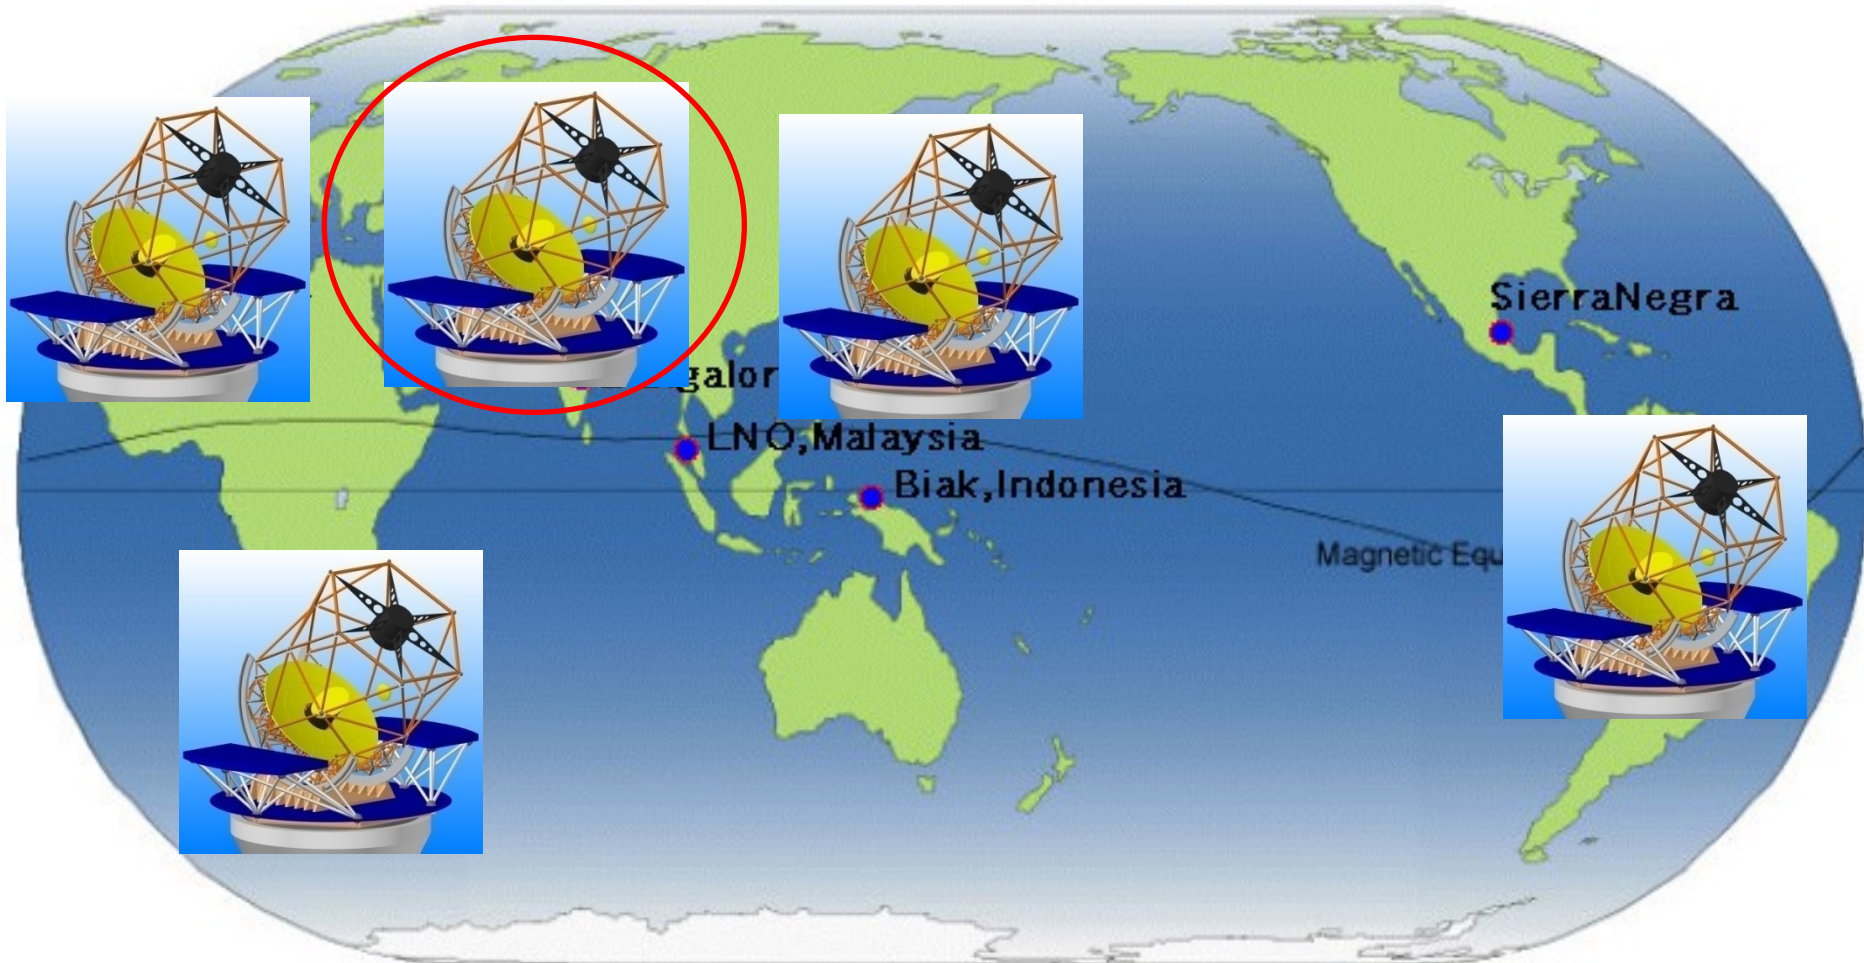 SierraNegra
galor
LNO,Malaysia
Biak,Indonesia
Magnetic Equ